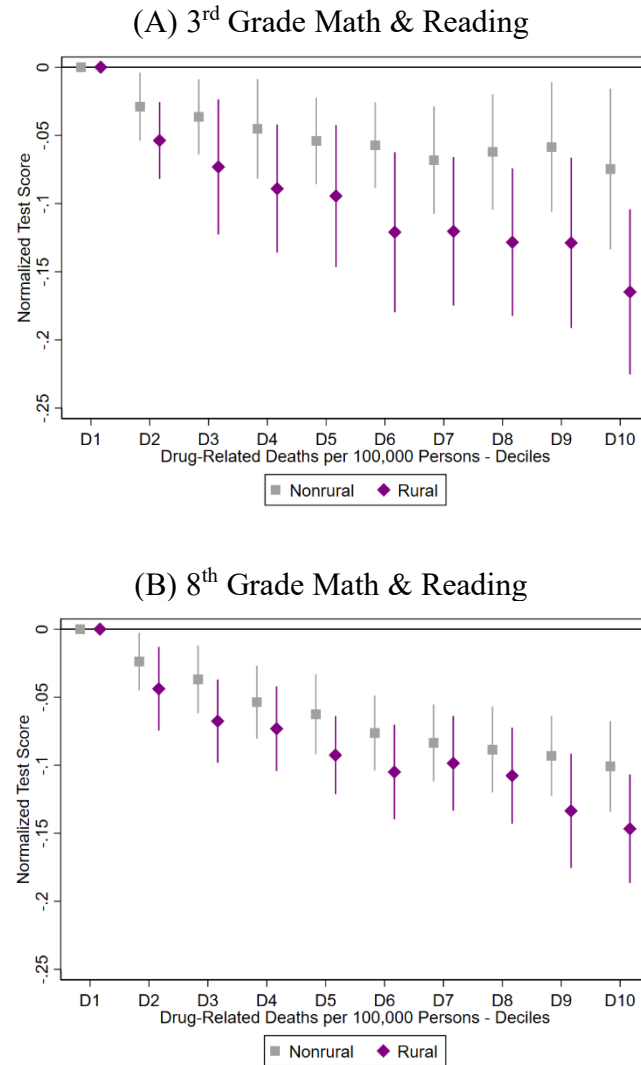 (A) 3rd Grade Math & Reading
Normalized Test Score
0
-.05
-.1
-.15
-.2
-.25
D1 D2 D3 D4 D5 D6 D7 D8 D9 D10
Drug-Related Deaths per 100,000 Persons - Deciles
Nonrural Rural
(B) 8th Grade Math & Reading
Normalized Test Score
0
-.05
-.1
-.15
-.2
-.25
D1 D2 D3 D4 D5 D6 D7 D8 D9 D10
Drug-Related Deaths per 100,000 Persons - Deciles
Nonrural Rural